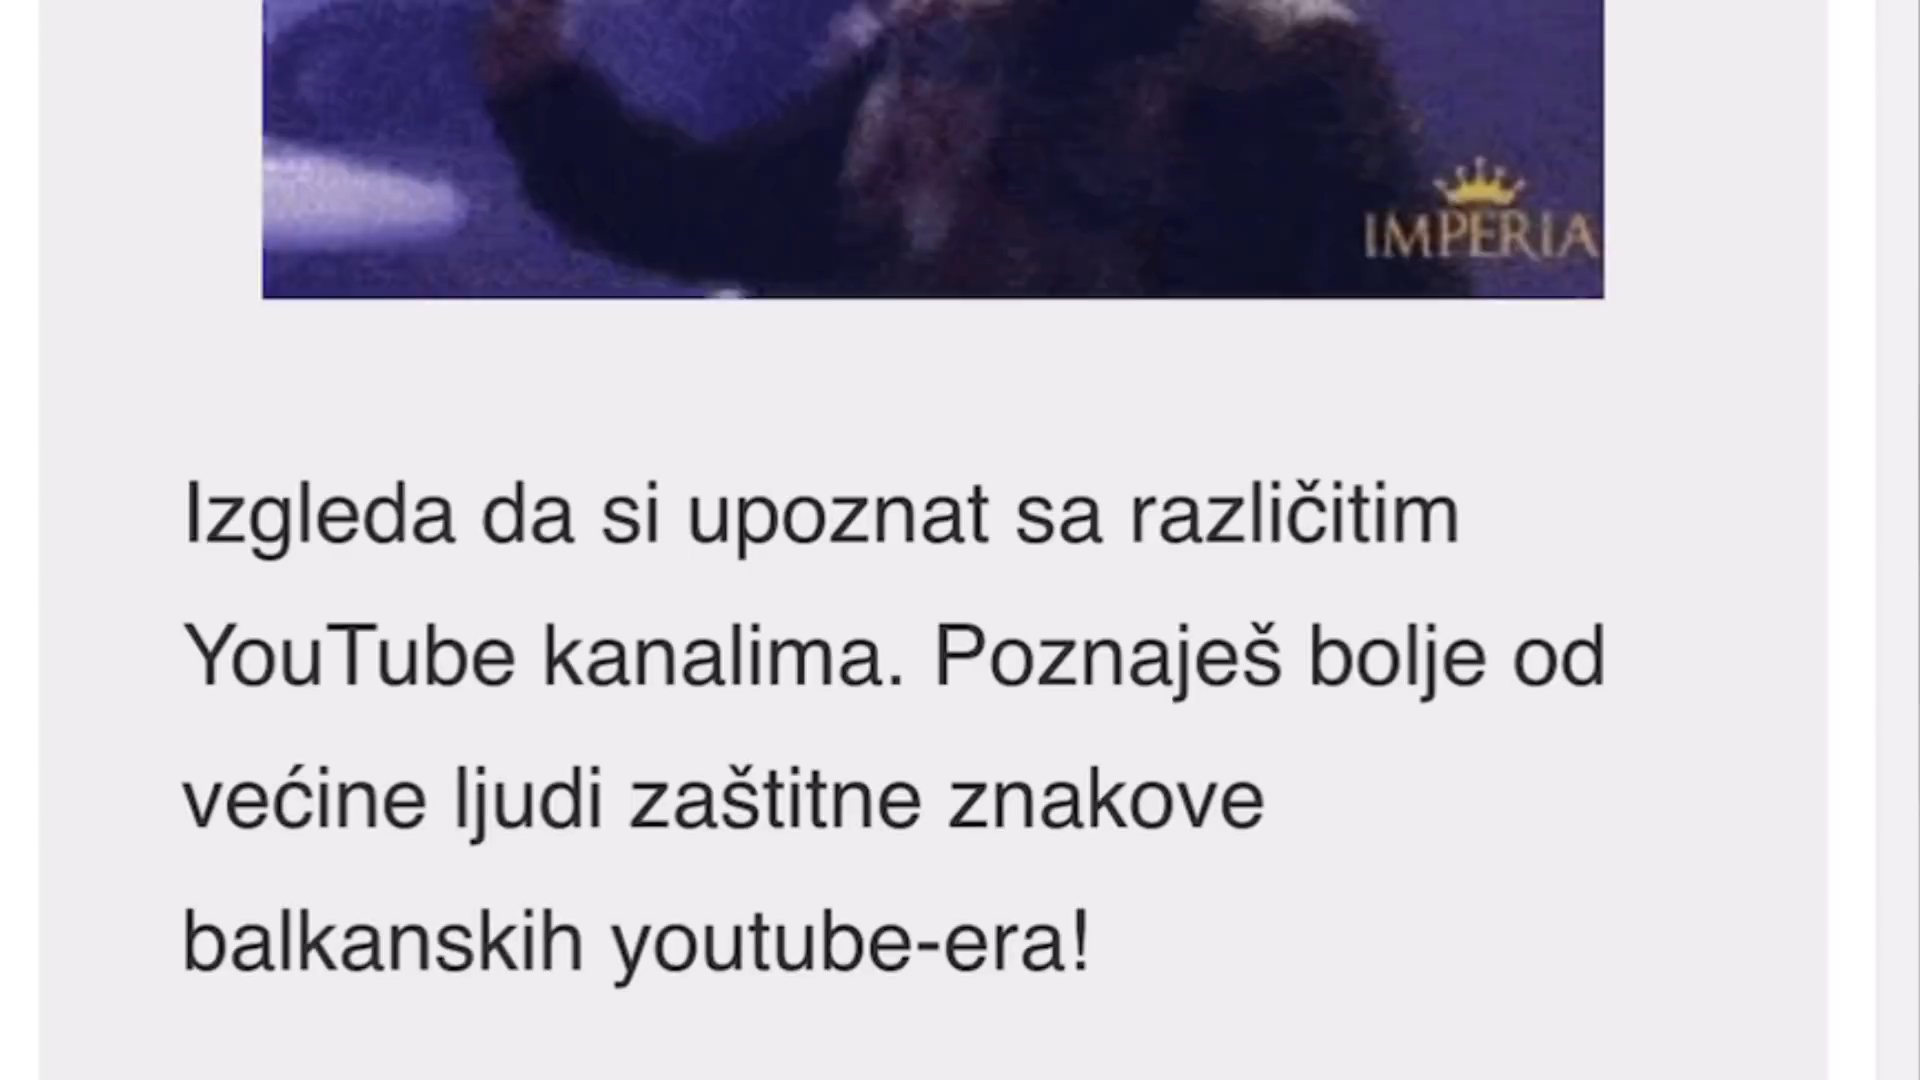 IMPERIA
Izgleda da si upoznat sa različitim
YouTube kanalima. Poznaješ bolje od
većine ljudi zaštitne znakove
balkanskih youtube-era!